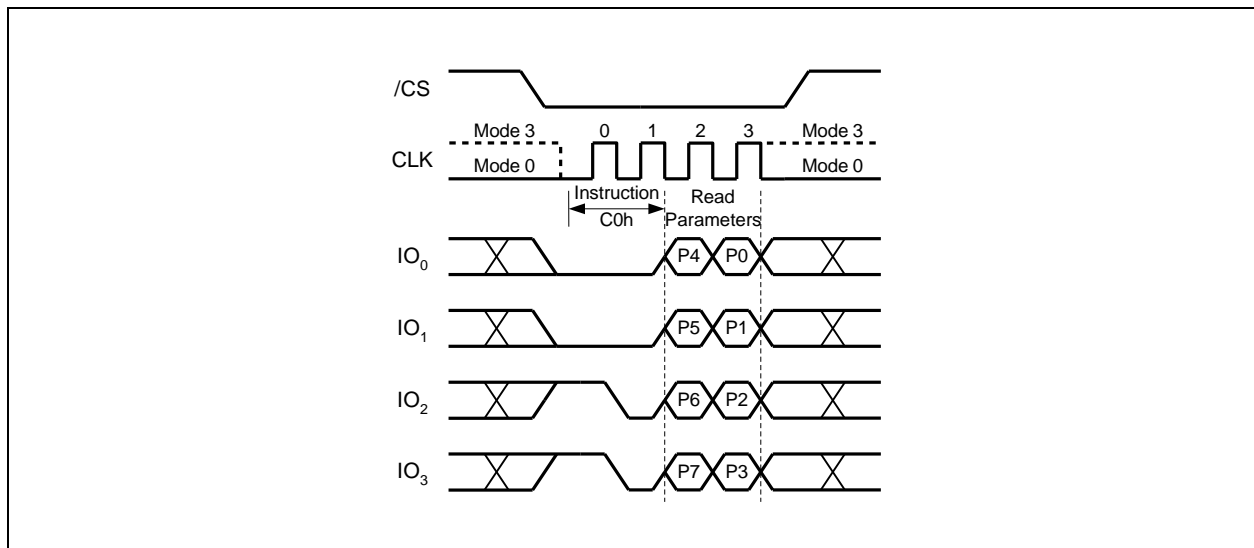 /CS
Mode 3 0 1 2 3 Mode 3
CLK
Mode 0 Mode 0
Instruction Read
C0h Parameters
IO0 P4 P0
IO1 P5 P1
IO2 P6 P2
IO3 P7 P3